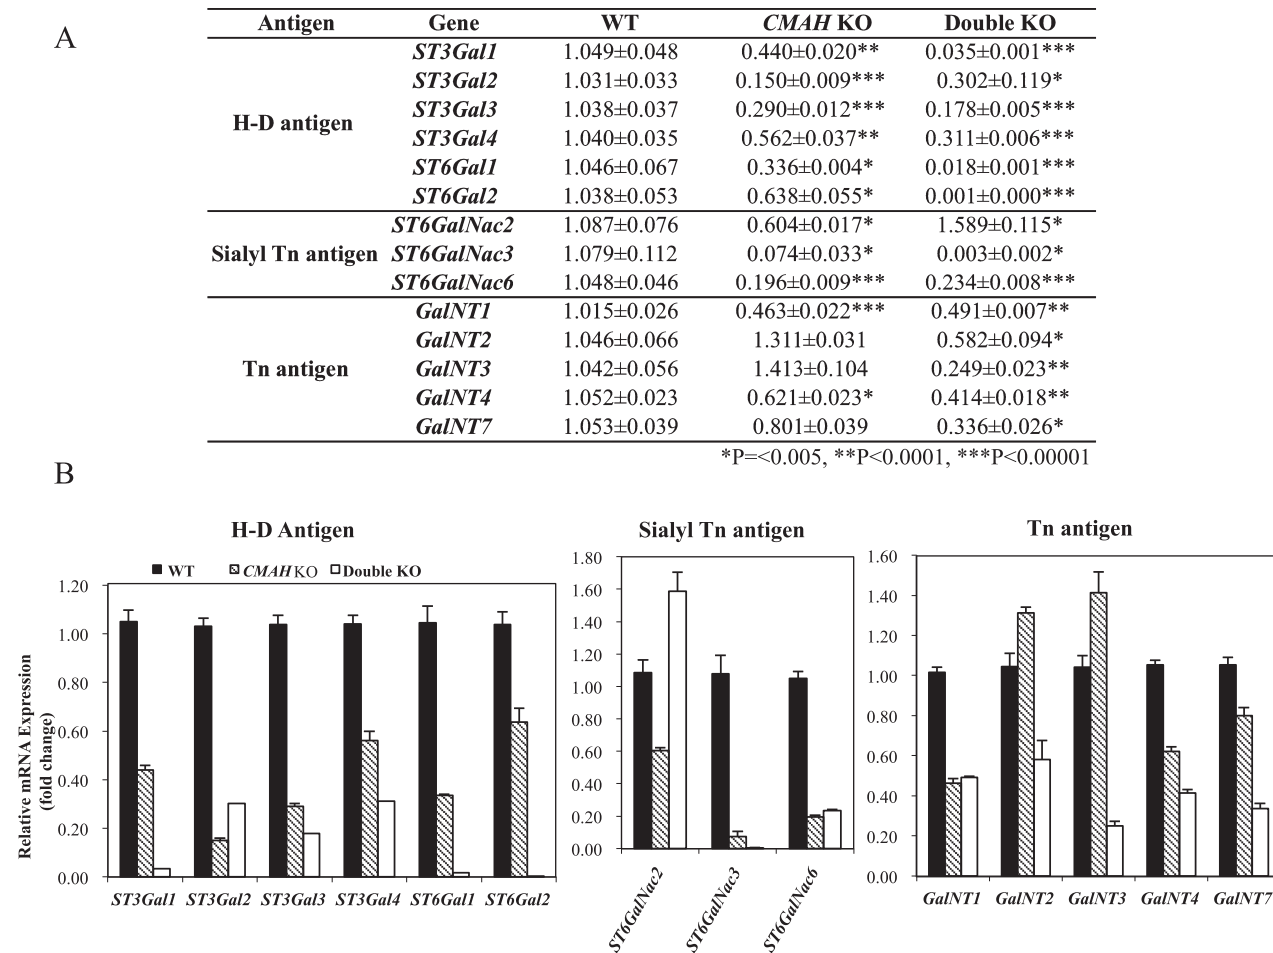 A
Antigen Gene WT CMAH KO Double KO
H-D antigen
ST3Gal1 1.049±0.048 0.440±0.020** 0.035±0.001***
ST3Gal2 1.031±0.033 0.150±0.009*** 0.302±0.119*
ST3Gal3 1.038±0.037 0.290±0.012*** 0.178±0.005***
ST3Gal4 1.040±0.035 0.562±0.037** 0.311±0.006***
ST6Gal1 1.046±0.067 0.336±0.004* 0.018±0.001***
ST6Gal2 1.038±0.053 0.638±0.055* 0.001±0.000***
Sialyl Tn antigen
ST6GalNac2 1.087±0.076 0.604±0.017* 1.589±0.115*
ST6GalNac3 1.079±0.112 0.074±0.033* 0.003±0.002*
ST6GalNac6 1.048±0.046 0.196±0.009*** 0.234±0.008***
Tn antigen
GalNT1 1.015±0.026 0.463±0.022*** 0.491±0.007**
GalNT2 1.046±0.066 1.311±0.031 0.582±0.094*
GalNT3 1.042±0.056 1.413±0.104 0.249±0.023**
GalNT4 1.052±0.023 0.621±0.023* 0.414±0.018**
GalNT7 1.053±0.039 0.801±0.039 0.336±0.026*
*P=<0.005, **P<0.0001, ***P<0.00001
B
H-D Antigen
WT CMAH KO Double KO
Relative mRNA Expression
(fold change)
1.20
1.00
0.80
0.60
0.40
0.20
0.00
ST3Gal1 ST3Gal2 ST3Gal3 ST3Gal4 ST6Gal1 ST6Gal2
Sialyl Tn antigen
1.80
1.60
1.40
1.20
1.00
0.80
0.60
0.40
0.20
0.00
ST6GalNac2
ST6GalNac3
ST6GalNac6
Tn antigen
1.60
1.40
1.20
1.00
0.80
0.60
0.40
0.20
0.00
GalNT1 GalNT2 GalNT3 GalNT4 GalNT7